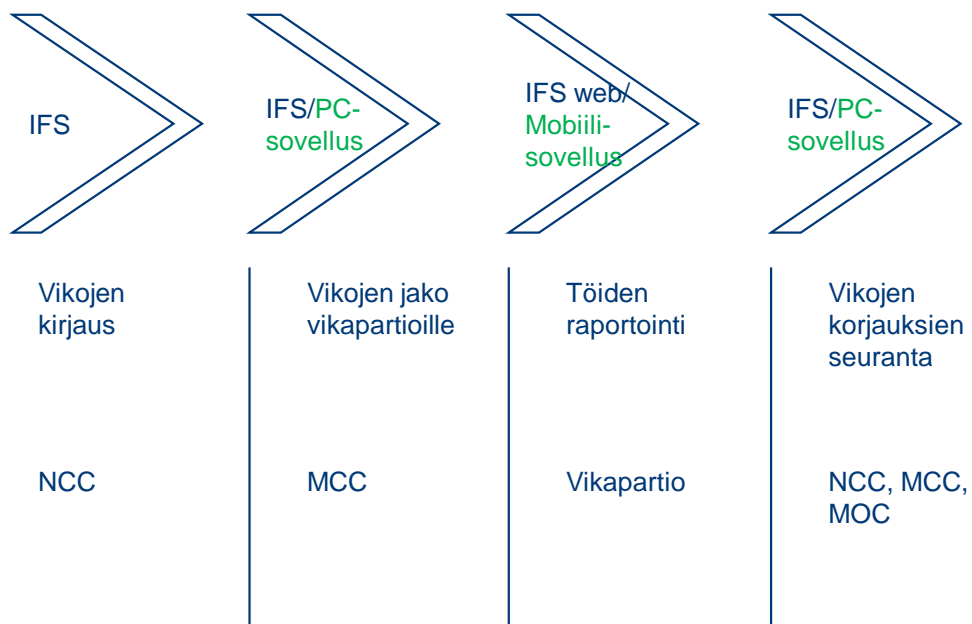 IFS
IFS/PC-
sovellus
IFS web/
Mobiili-
sovellus
IFS/PC-
sovellus
Vikojen
kirjaus
Vikojen jako
vikapartioille
Töiden
raportointi
Vikojen
korjauksien
seuranta
NCC
MCC
Vikapartio
NCC, MCC,
MOC